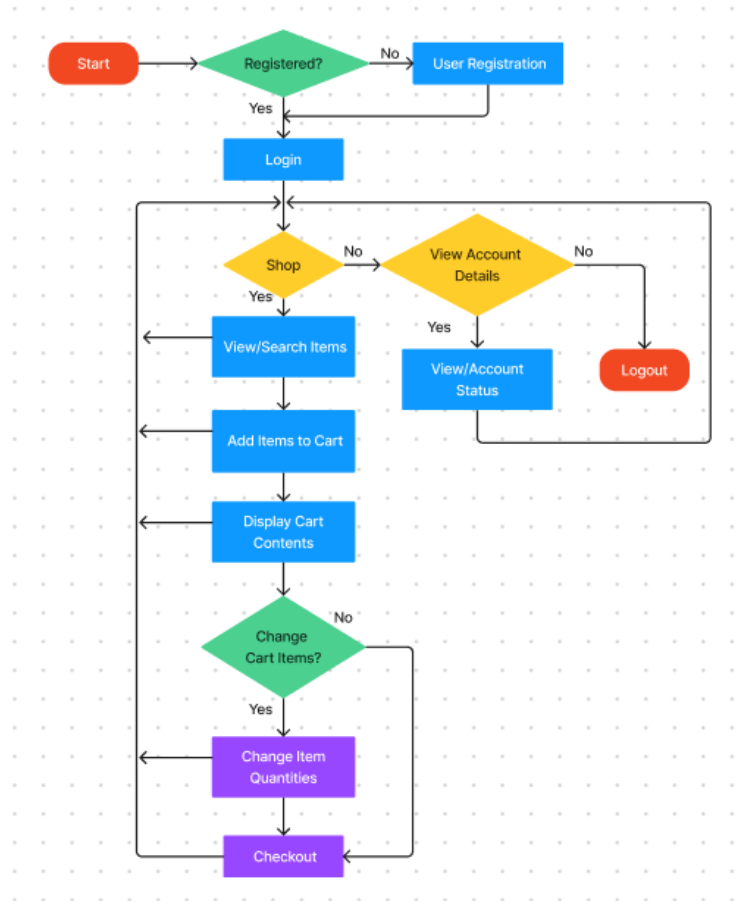 Start
Registered?
No
User Registration
Yes
Login
Shop
No
View Account
Details
No
Yes
View/Search Items
Yes
View/Account
Status
Logout
Add Items to Cart
Display Cart
Contents
Change
Cart Items?
No
Yes
Change Item
Quantities
Checkout